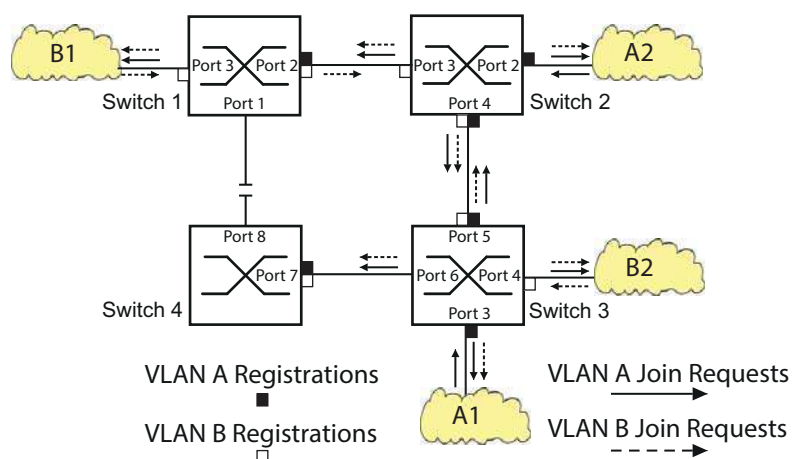 B1
Port 3
Port 2
Port 1
Switch 1
Port 3
Port 2
Port 4
Switch 2
A2
Port 8
Port 7
Switch 4
Port 5
Port 6
Port 4
Port 3
Switch 3
B2
A1
VLAN A Registrations
VLAN B Registrations
VLAN A Join Requests
VLAN B Join Requests